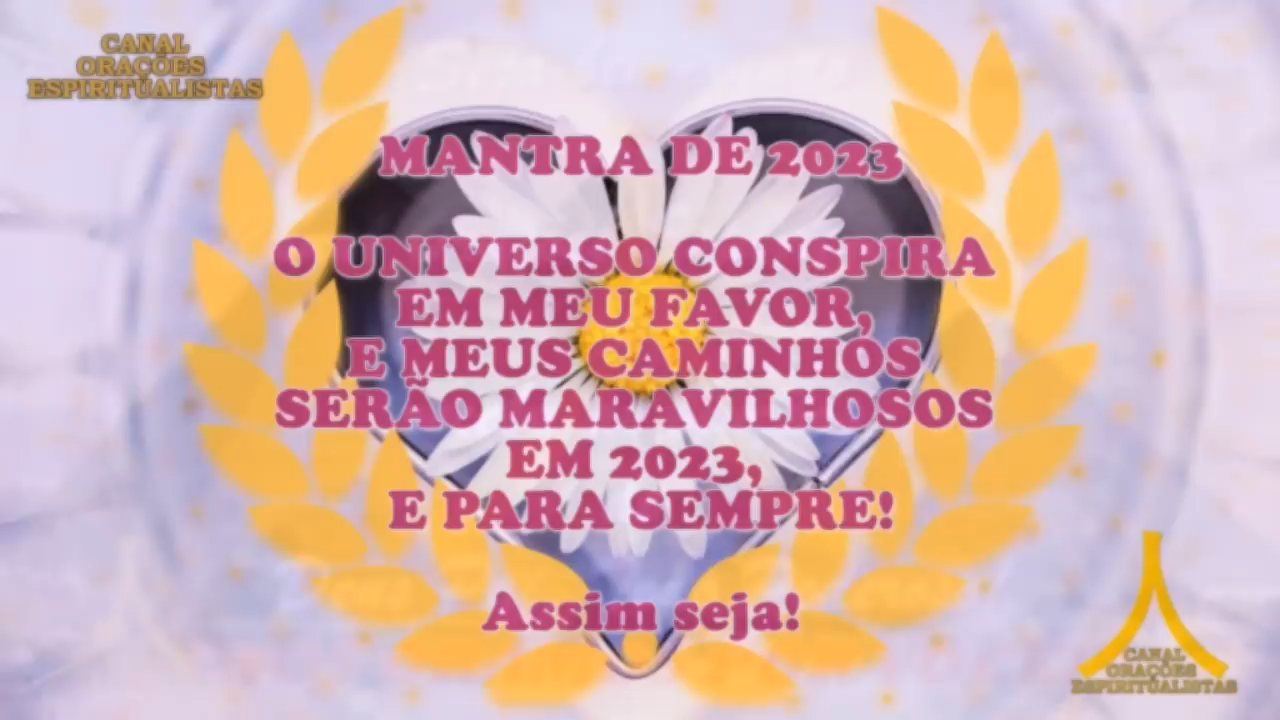 CANAL
ORAÇÕES
ESPIRITUALISTAS
MANTRA DE 2023
O UNIVERSO CONSPIRA
EM MEU FAVOR,
E MEUS CAMINHOS
SERÃO MARAVILHOSOS
EM 2023,
E PARA SEMPRE!
Assim seja!
CANAL
ORAÇÕES
ESPIRITUALISTAS